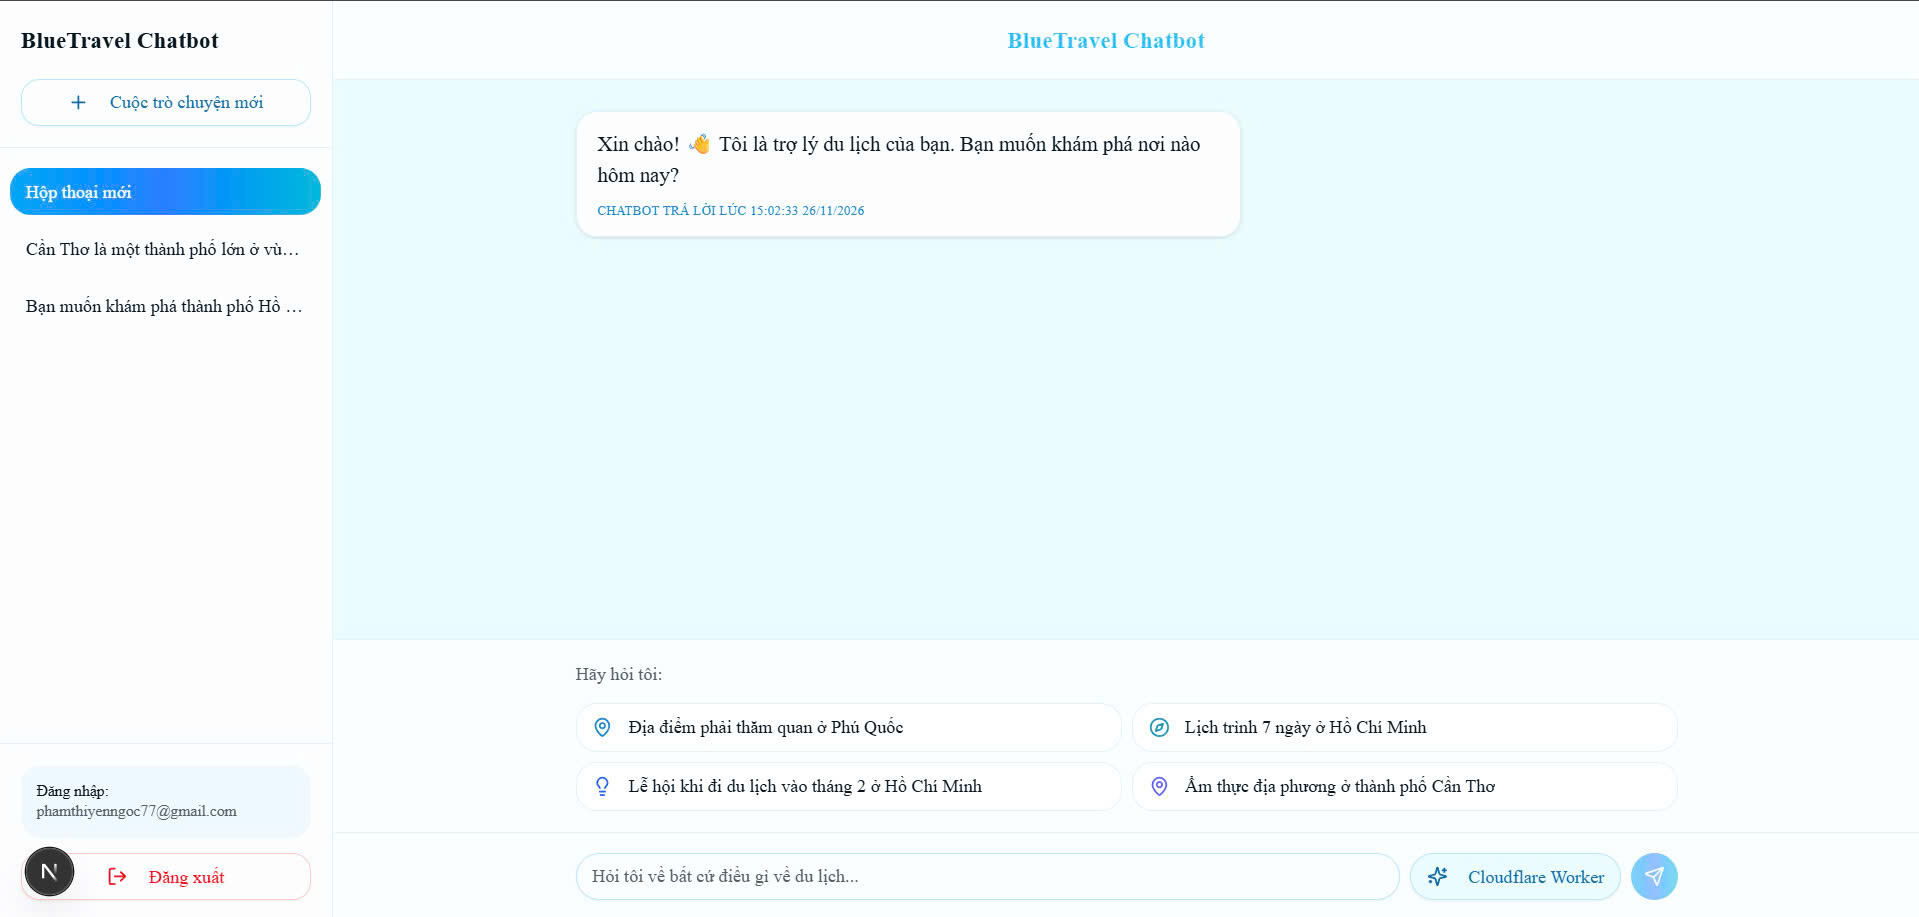 BlueTravel Chatbot
Cuộc trò chuyện mới
Hộp thoại mới
Cần Thơ là một thành phố lớn ở vù...
Bạn muốn khám phá thành phố Hồ ...
Đăng nhập:
phamthiyenngoc77@gmail.com
N
Đăng xuất
BlueTravel Chatbot
Xin chào! 👋 Tôi là trợ lý du lịch của bạn. Bạn muốn khám phá nơi nào
hôm nay?
CHATBOT TRẢ LỜI LÚC 15:02:33 26/11/2026
Hãy hỏi tôi:
Địa điểm phải thăm quan ở Phú Quốc
Lịch trình 7 ngày ở Hồ Chí Minh
Lễ hội khi đi du lịch vào tháng 2 ở Hồ Chí Minh
Ẩm thực địa phương ở thành phố Cần Thơ
Hỏi tôi về bất cứ điều gì về du lịch...
Cloudflare Worker